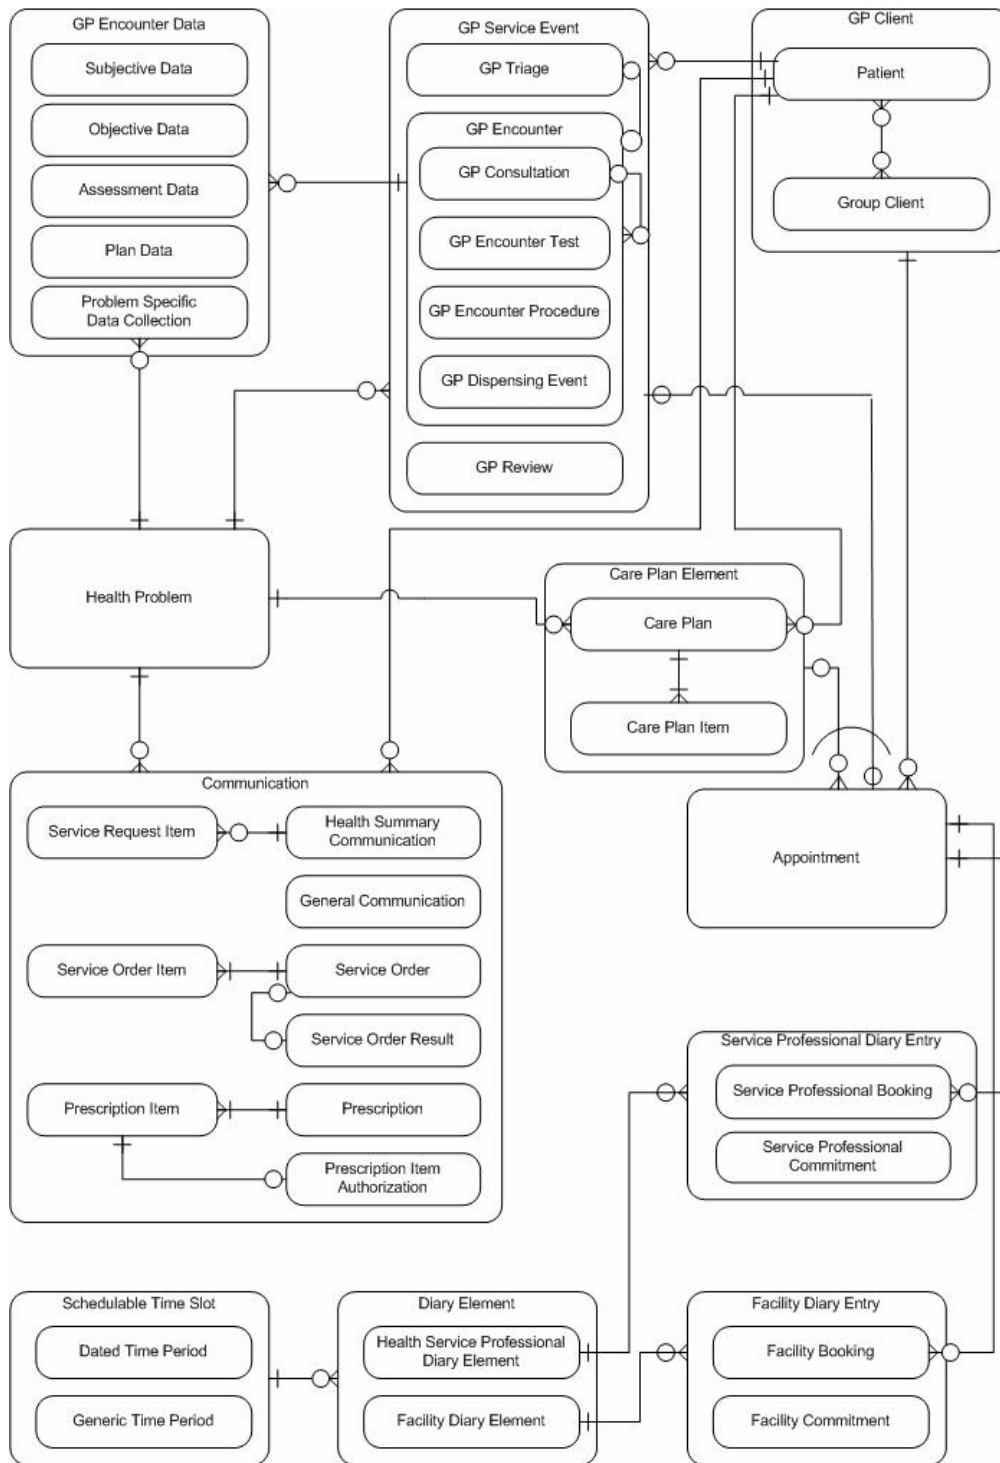 GP Encounter Data
Subjective Data
Objective Data
Assessment Data
Plan Data
Problem Specific
Data Collection
GP Service Event
GP Triage
GP Encounter
GP Consultation
GP Encounter Test
GP Encounter Procedure
GP Dispensing Event
GP Review
GP Client
Patient
Group Client
Health Problem
Care Plan Element
Care Plan
Care Plan Item
Communication
Service Request Item
Health Summary
Communication
General Communication
Service Order Item
Service Order
Service Order Result
Prescription Item
Prescription
Prescription Item
Authorization
Appointment
Service Professional Diary Entry
Service Professional Booking
Service Professional
Commitment
Schedulable Time Slot
Dated Time Period
Generic Time Period
Diary Element
Health Service Professional
Diary Element
Facility Diary Element
Facility Diary Entry
Facility Booking
Facility Commitment